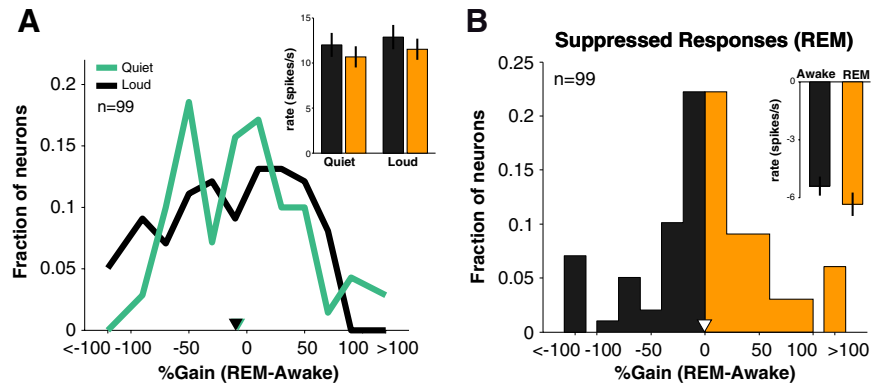 A
Quiet
Loud
n=99
Fraction of neurons
0.2
0.15
0.1
0.05
0
<-100 -100 -50 0 50 100 >100
%Gain (REM-Awake)
rate (spikes/s)
15
10
5
0
Quiet Loud
B
Suppressed Responses (REM)
n=99
Fraction of neurons
0.25
0.2
0.15
0.1
0.05
0
<-100 -100 -50 0 50 100 >100
%Gain (REM-Awake)
Awake REM
rate (spikes/s)
0
-3
-6